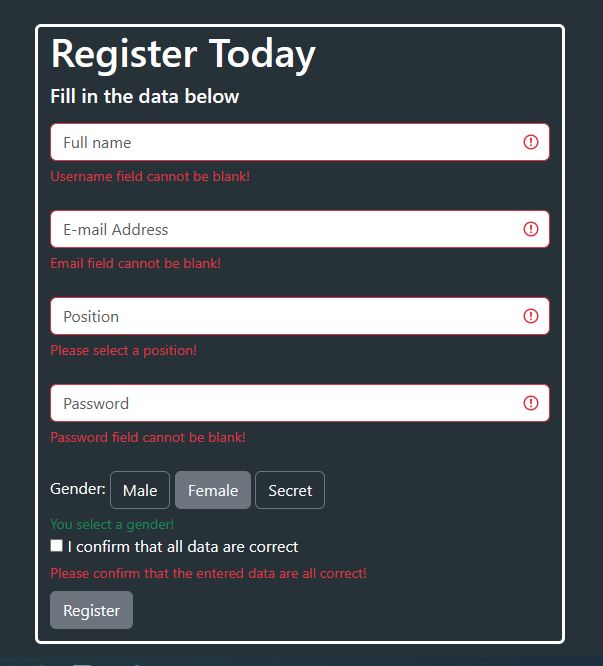 Register Today
Fill in the data below
Full name
Username field cannot be blank!
E-mail Address
Email field cannot be blank!
Position
Please select a position!
Password
Password field cannot be blank!
Gender: Male Female Secret
You select a gender!
I confirm that all data are correct
Please confirm that the entered data are all correct!
Register